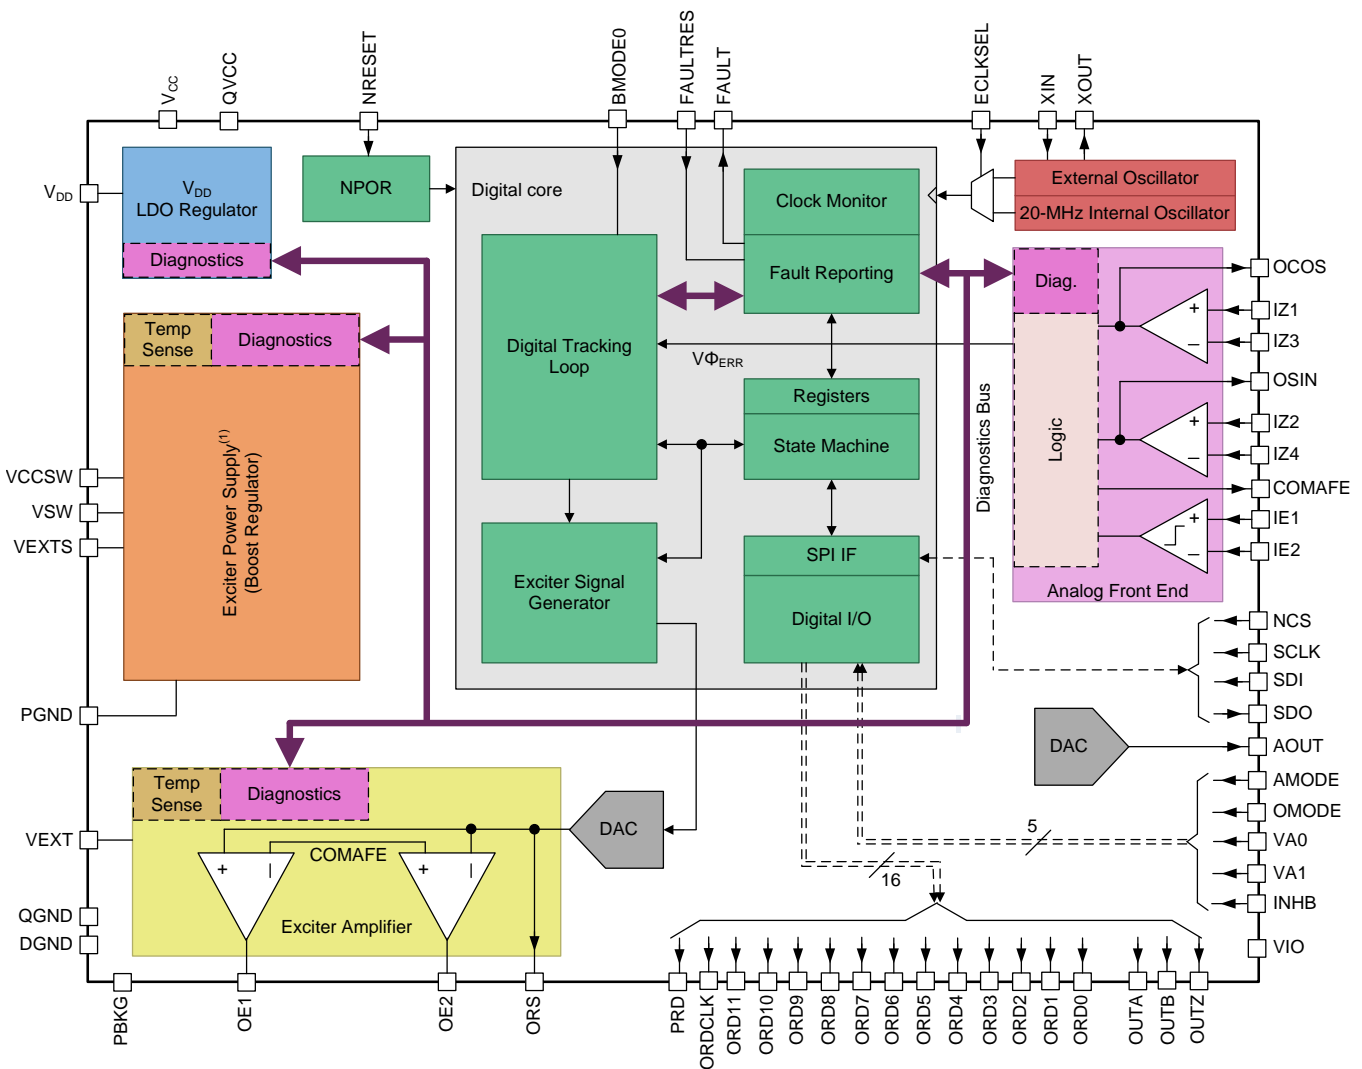 VCC
QVCC
NRESET
BMODE0
FAULTRES
FAULT
ECLKSEL
XIN
XOUT
VDD
VDD
LDO Regulator
Diagnostics
NPOR
Digital core
Clock Monitor
Fault Reporting
External Oscillator
20-MHz Internal Oscillator
Temp
Sense
Diagnostics
Exciter Power Supply(1)
(Boost Regulator)
VCCSW
VSW
VEXTS
PGND
Digital Tracking
Loop
VΦERR
Registers
State Machine
Exciter Signal
Generator
SPI IF
Digital I/O
Diagnostics Bus
Diag.
Logic
+
–
+
–
+
–
Analog Front End
OCOS
IZ1
IZ3
OSIN
IZ2
IZ4
COMAFE
IE1
IE2
NCS
SCLK
SDI
SDO
DAC
AOUT
AMODE
OMODE
VA0
VA1
INHB
VIO
5
16
Temp
Sense
Diagnostics
DAC
COMAFE
+
–
+
–
Exciter Amplifier
VEXT
QGND
DGND
PBKG
OE1
OE2
ORS
PRD
ORDCLK
ORD11
ORD10
ORD9
ORD8
ORD7
ORD6
ORD5
ORD4
ORD3
ORD2
ORD1
ORD0
OUTA
OUTB
OUTZ